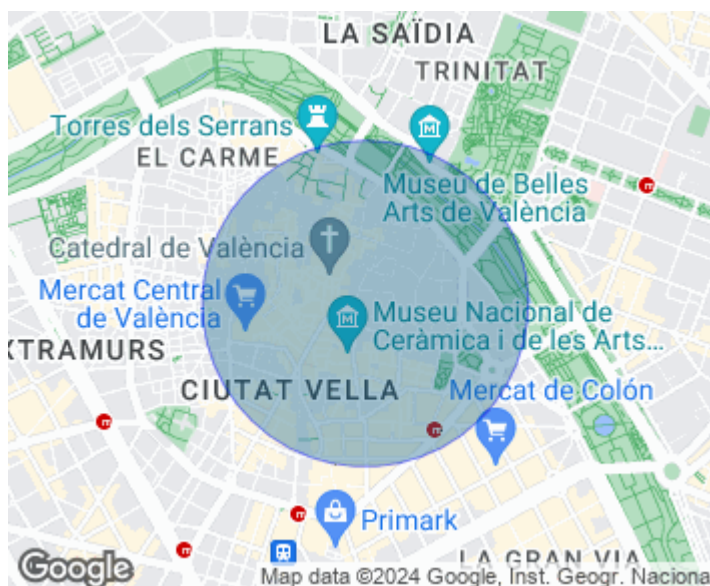 LA SAÏDIA
TRINITAT
Torres dels Serrans
EL CARME
Museu de Belles
Arts de València
Catedral de València
Mercat Central
de València
Museu Nacional de
Ceràmica i de les Arts...
XTRAMURS
CIUTAT VELLA
Mercat de Colón
Primark
LA GRAN VIA
Google
Map data ©2024 Google, Inst. Geogr. Naciona